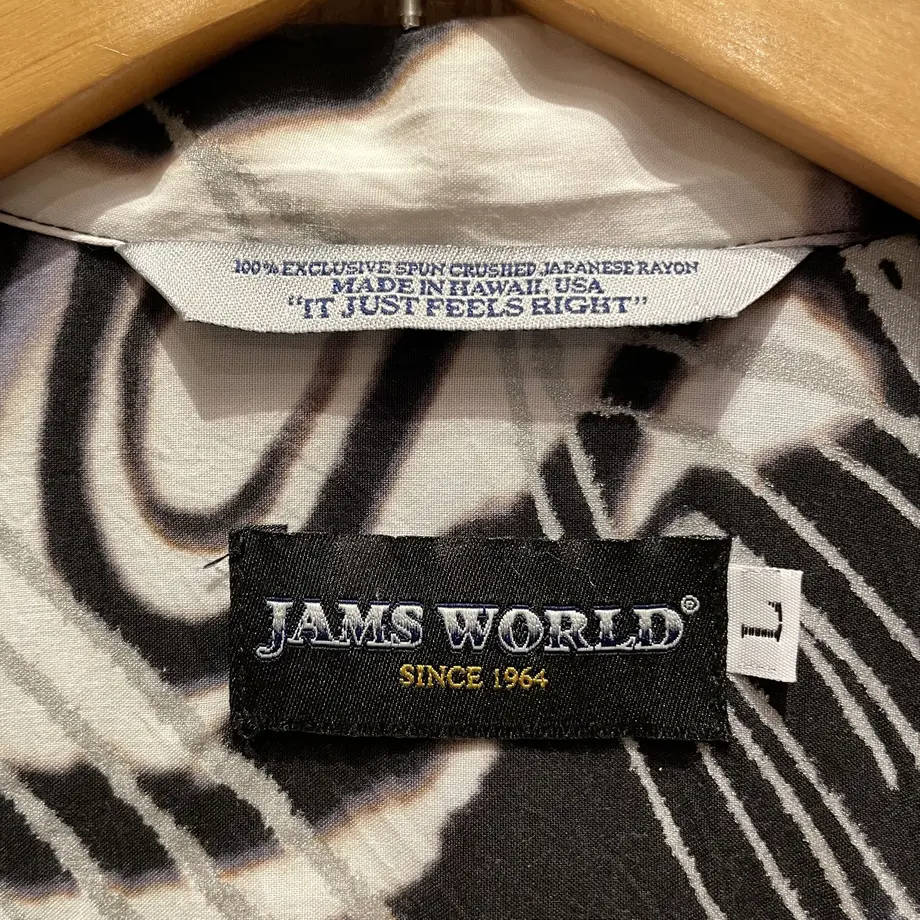 100% EXCLUSIVE SPUN CRUSHED JAPANESE RAYON
MADE IN HAWAII. USA
"IT JUST FEELS RIGHT"
JAMS WORLD®
SINCE 1964
L